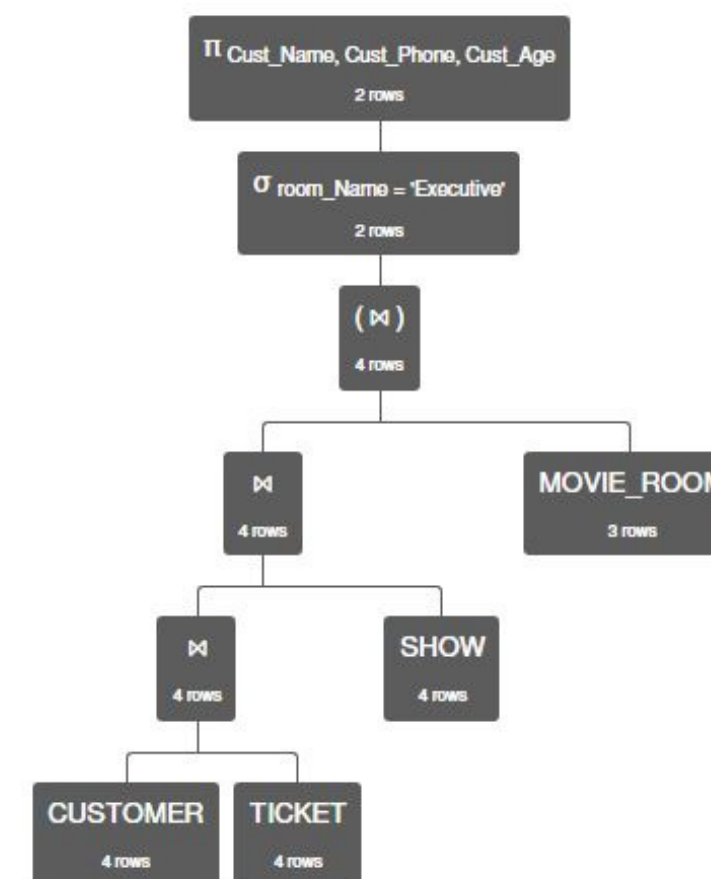 π Cust_Name, Cust_Phone, Cust_Age
2 rows
σ room_Name = 'Executive'
2 rows
( ⋈ )
4 rows
⋈
4 rows
MOVIE_ROOM
3 rows
⋈
4 rows
SHOW
4 rows
CUSTOMER
4 rows
TICKET
4 rows